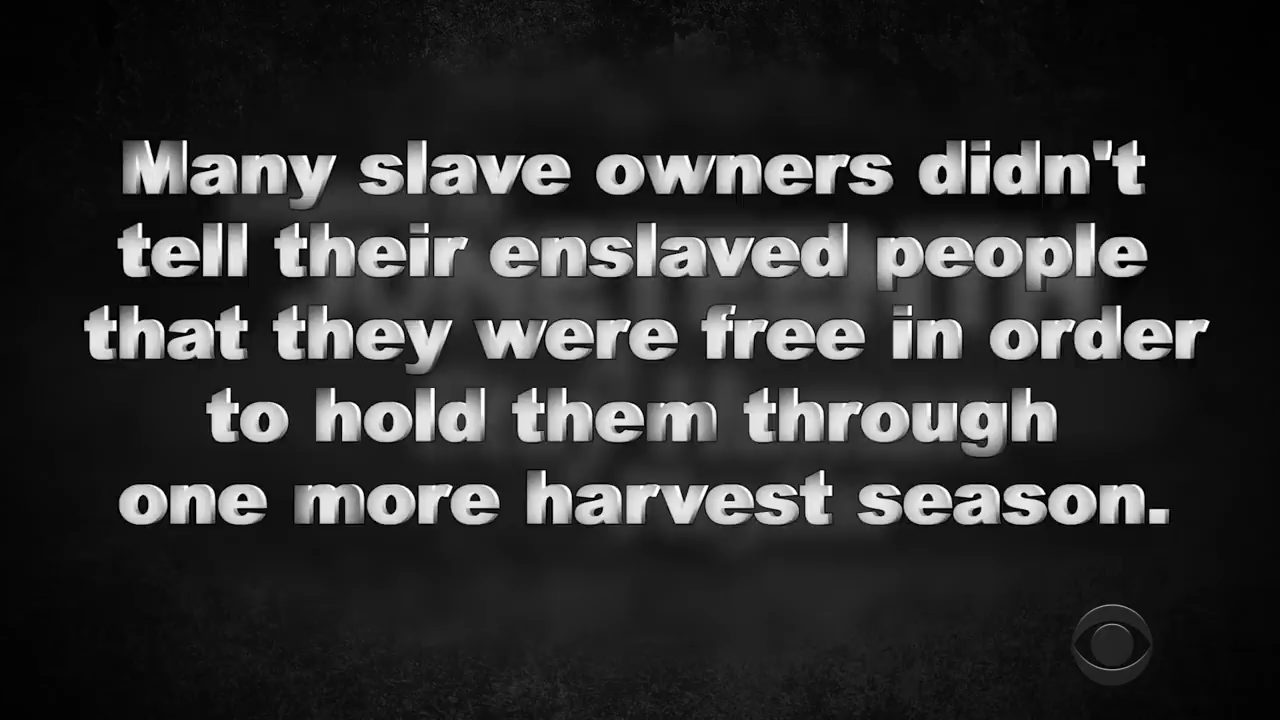 Many slave owners didn't
tell their enslaved people
that they were free in order
to hold them through
one more harvest season.